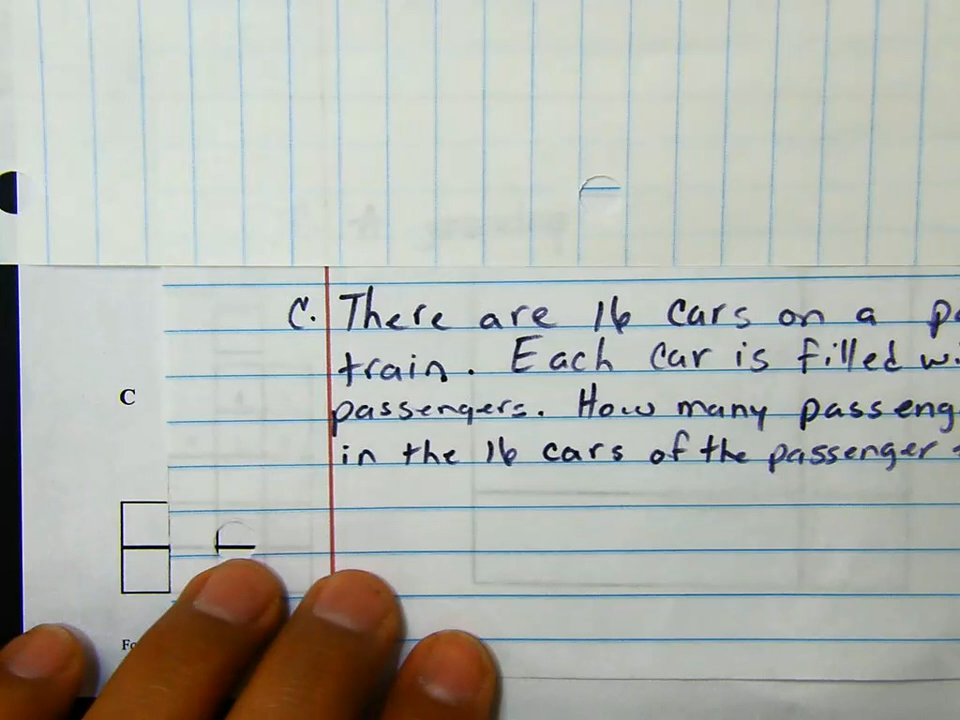 C. There are 16 cars on a
train. Each car is filled
passengers. How many
in the 16 cars of the passenger
C